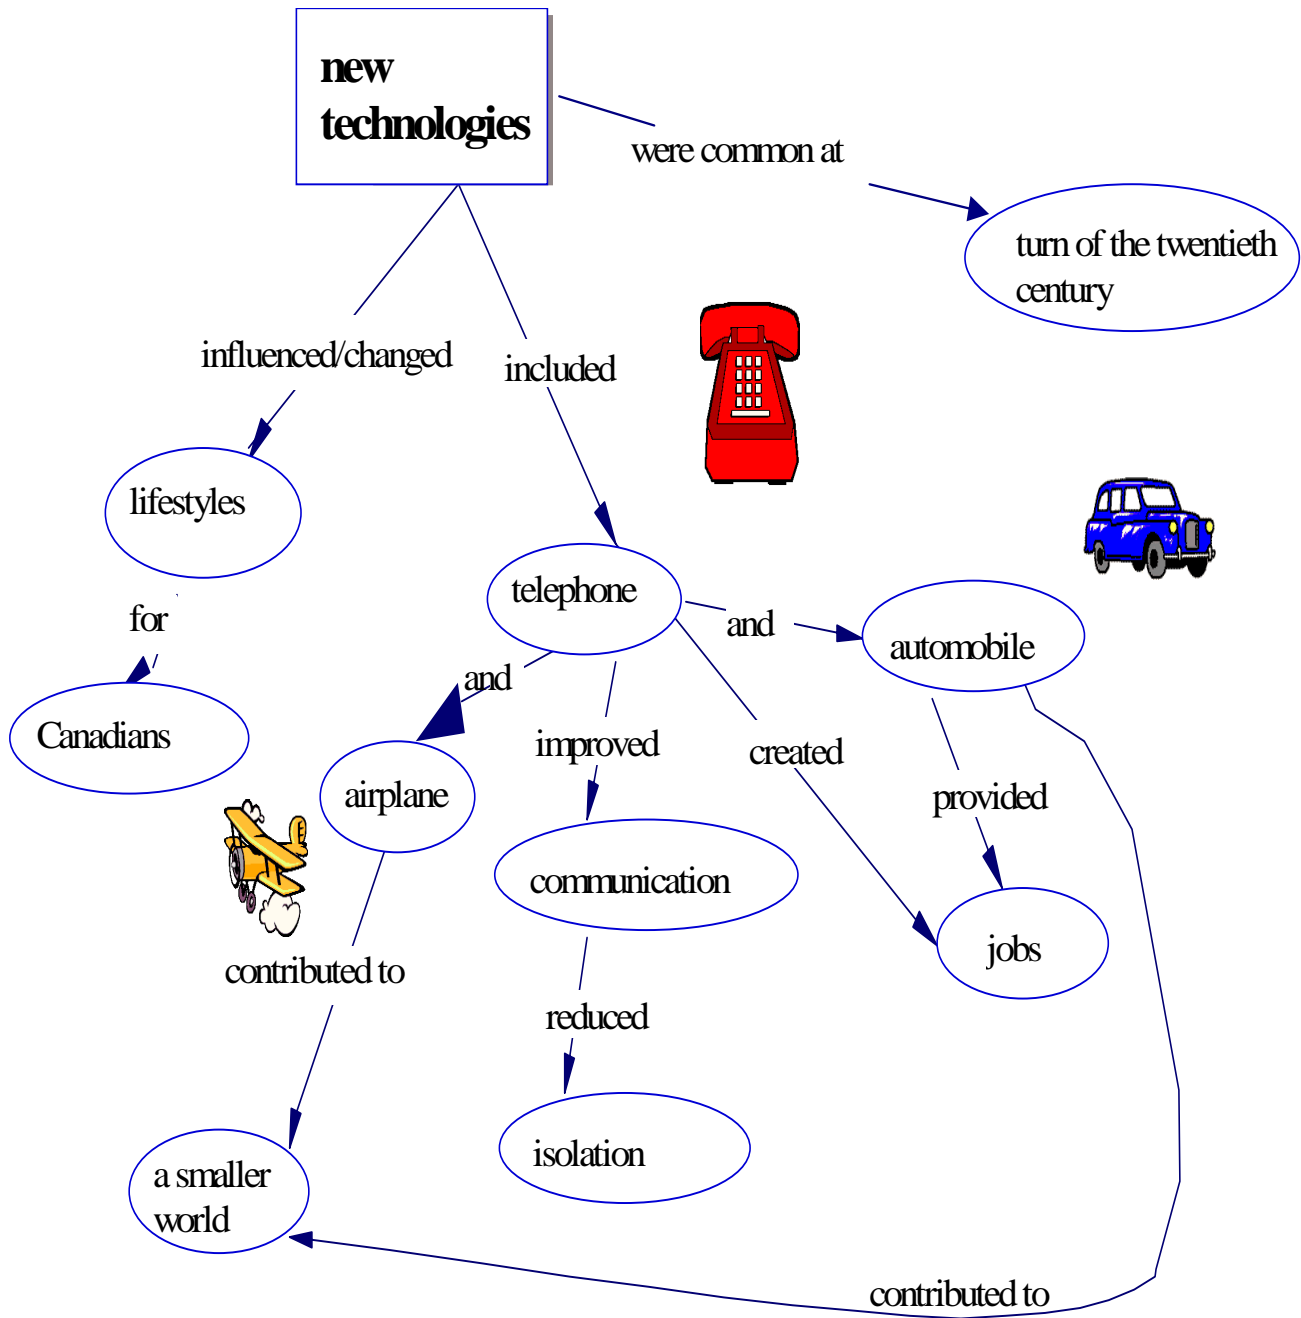 new
technologies
were common at
turn of the twentieth
century
influenced/changed
included
lifestyles
telephone
for
and
automobile
and
Canadians
improved
created
airplane
provided
communication
jobs
contributed to
reduced
isolation
a smaller
world
contributed to